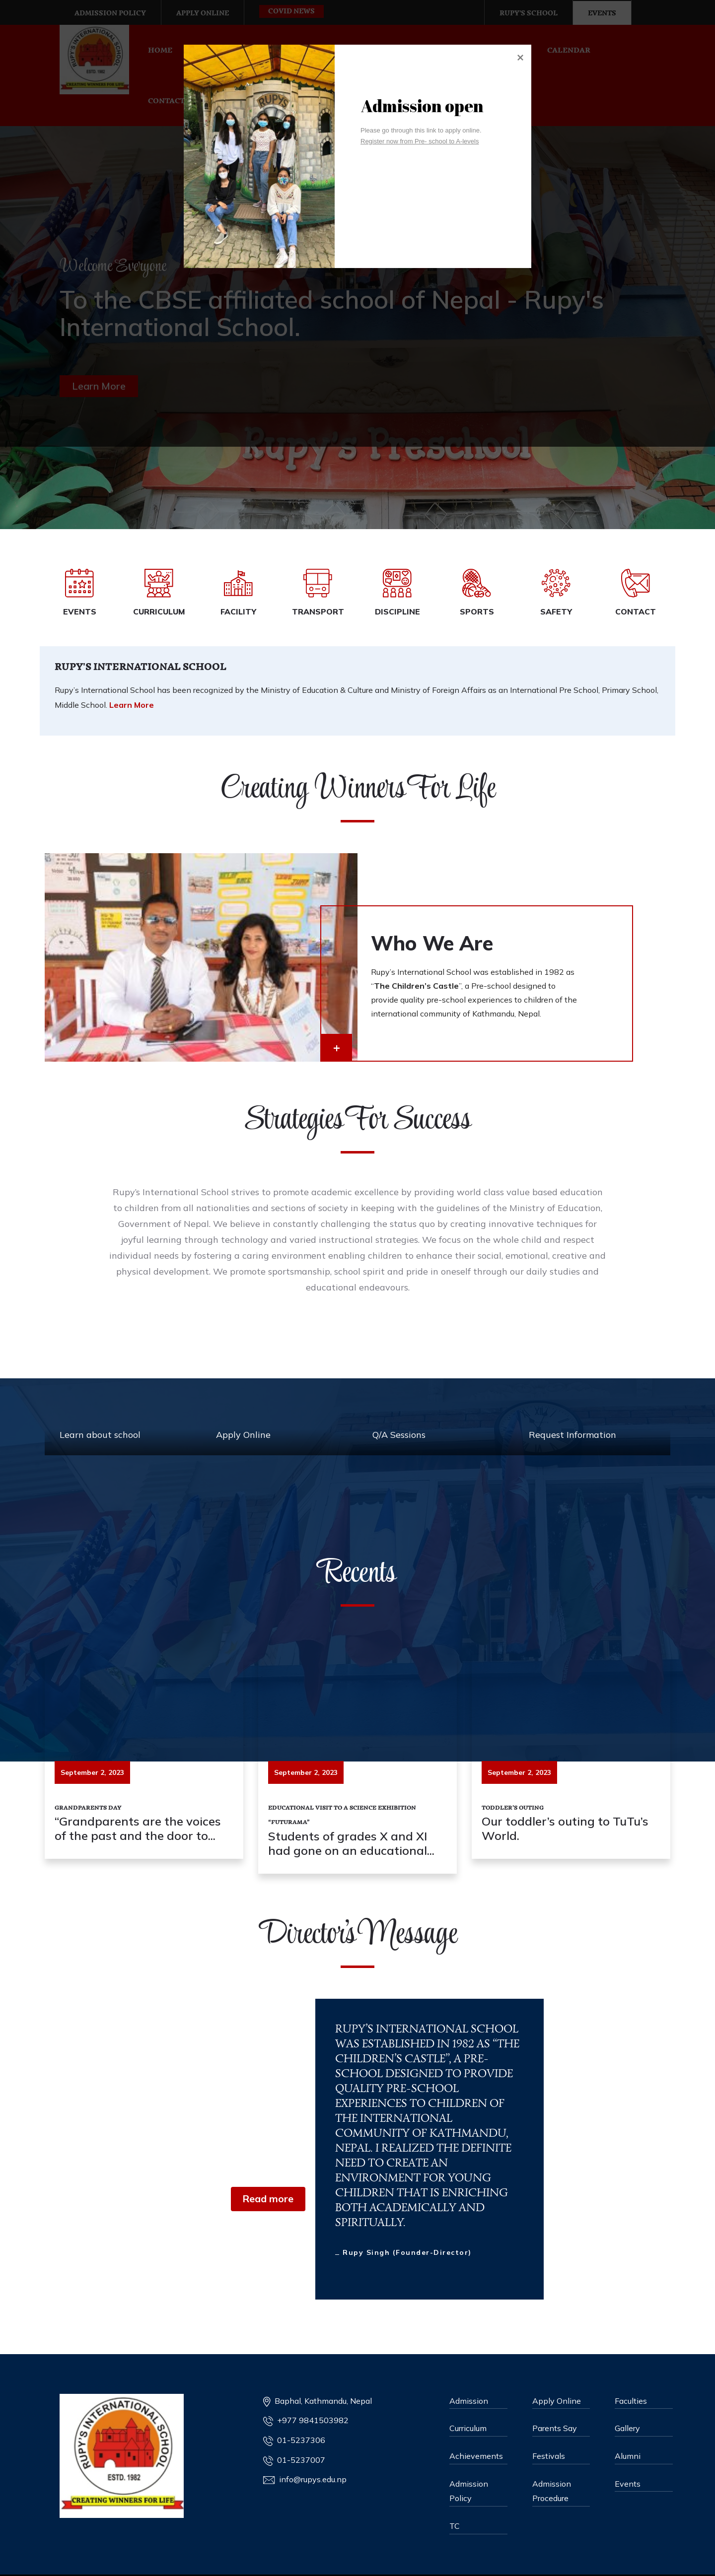 ADMISSION POLICY
APPLY ONLINE
COVID NEWS
RUPY'S SCHOOL
EVENTS
RUPY'S INTERNATIONAL SCHOOL
ESTD. 1982
CREATING WINNERS FOR LIFE
HOME
CALENDAR
CONTACT
×
RUPYS
Admission open
Please go through this link to apply online.
Register now from Pre- school to A-levels
Welcome Everyone
To the CBSE affiliated school of Nepal - Rupy's
International School.
Learn More
Rupy's Preschool
EVENTS
CURRICULUM
FACILITY
TRANSPORT
DISCIPLINE
SPORTS
SAFETY
CONTACT
RUPY'S INTERNATIONAL SCHOOL
Rupy's International School has been recognized by the Ministry of Education & Culture and Ministry of Foreign Affairs as an International Pre School, Primary School,
Middle School. Learn More
Creating Winners For Life
Who We Are
Rupy's International School was established in 1982 as
“The Children's Castle”, a Pre-school designed to
provide quality pre-school experiences to children of the
international community of Kathmandu, Nepal.
+
Strategies For Success
Rupy's International School strives to promote academic excellence by providing world class value based education
to children from all nationalities and sections of society in keeping with the guidelines of the Ministry of Education,
Government of Nepal. We believe in constantly challenging the status quo by creating innovative techniques for
joyful learning through technology and varied instructional strategies. We focus on the whole child and respect
individual needs by fostering a caring environment enabling children to enhance their social, emotional, creative and
physical development. We promote sportsmanship, school spirit and pride in oneself through our daily studies and
educational endeavours.
Learn about school
Apply Online
Q/A Sessions
Request Information
Recents
September 2, 2023
GRANDPARENTS DAY
“Grandparents are the voices
of the past and the door to...
September 2, 2023
EDUCATIONAL VISIT TO A SCIENCE EXHIBITION
“FUTURAMA”
Students of grades X and XI
had gone on an educational...
September 2, 2023
TODDLER'S OUTING
Our toddler's outing to TuTu's
World.
Director's Message
RUPY'S INTERNATIONAL SCHOOL
WAS ESTABLISHED IN 1982 AS “THE
CHILDREN'S CASTLE”, A PRE-
SCHOOL DESIGNED TO PROVIDE
QUALITY PRE-SCHOOL
EXPERIENCES TO CHILDREN OF
THE INTERNATIONAL
COMMUNITY OF KATHMANDU,
NEPAL. I REALIZED THE DEFINITE
NEED TO CREATE AN
ENVIRONMENT FOR YOUNG
CHILDREN THAT IS ENRICHING
BOTH ACADEMICALLY AND
SPIRITUALLY.
Read more
_ Rupy Singh (Founder-Director)
RUPY'S INTERNATIONAL SCHOOL
ESTD. 1982
CREATING WINNERS FOR LIFE
Baphal, Kathmandu, Nepal
+977 9841503982
01-5237306
01-5237007
info@rupys.edu.np
Admission
Curriculum
Achievements
Admission
Policy
TC
Apply Online
Parents Say
Festivals
Admission
Procedure
Faculties
Gallery
Alumni
Events